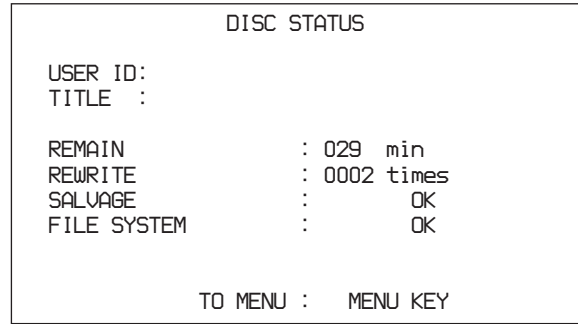 DISC STATUS
USER ID:
TITLE :
REMAIN : 029 min
REWRITE : 0002 times
SALVAGE : OK
FILE SYSTEM : OK
TO MENU : MENU KEY